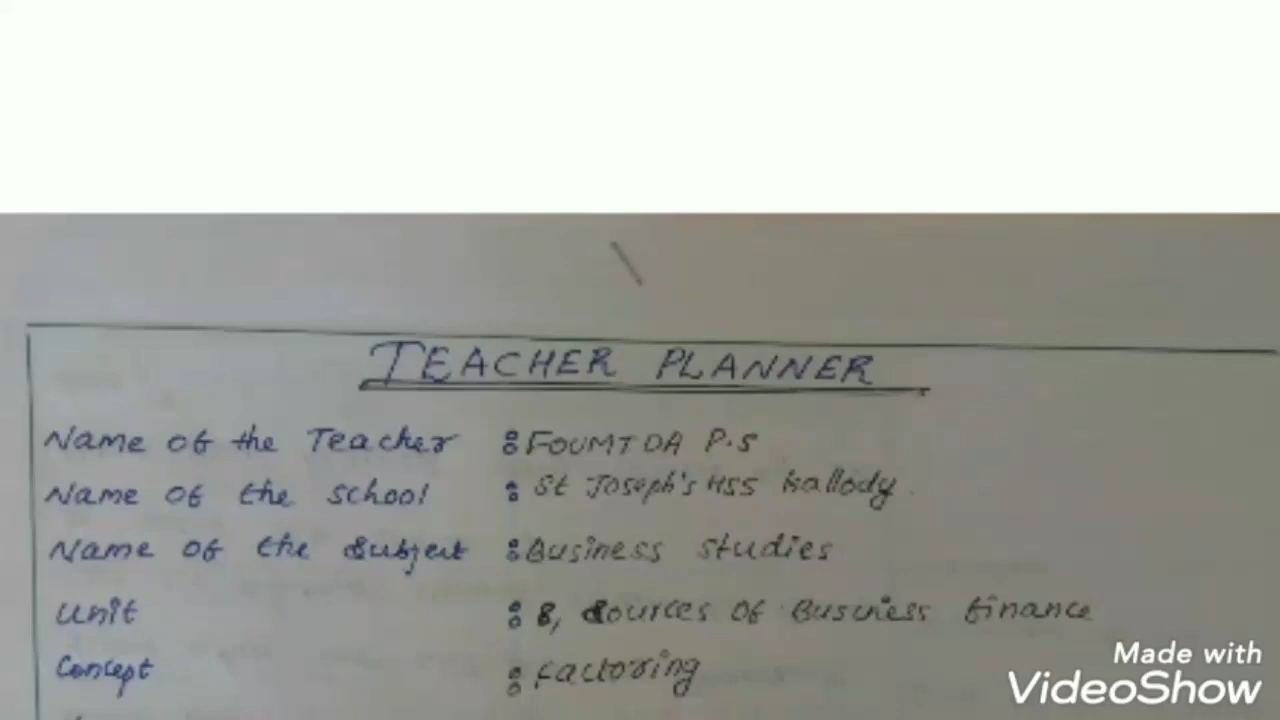 TEACHER PLANNER
Name of the Teacher : FOUMIDA P.S
Name of the school : St Joseph's HSS kallody.
Name of the Subject : Business studies
Unit : 8, Sources of Business finance
Concept : Factoring
Made with
VideoShow